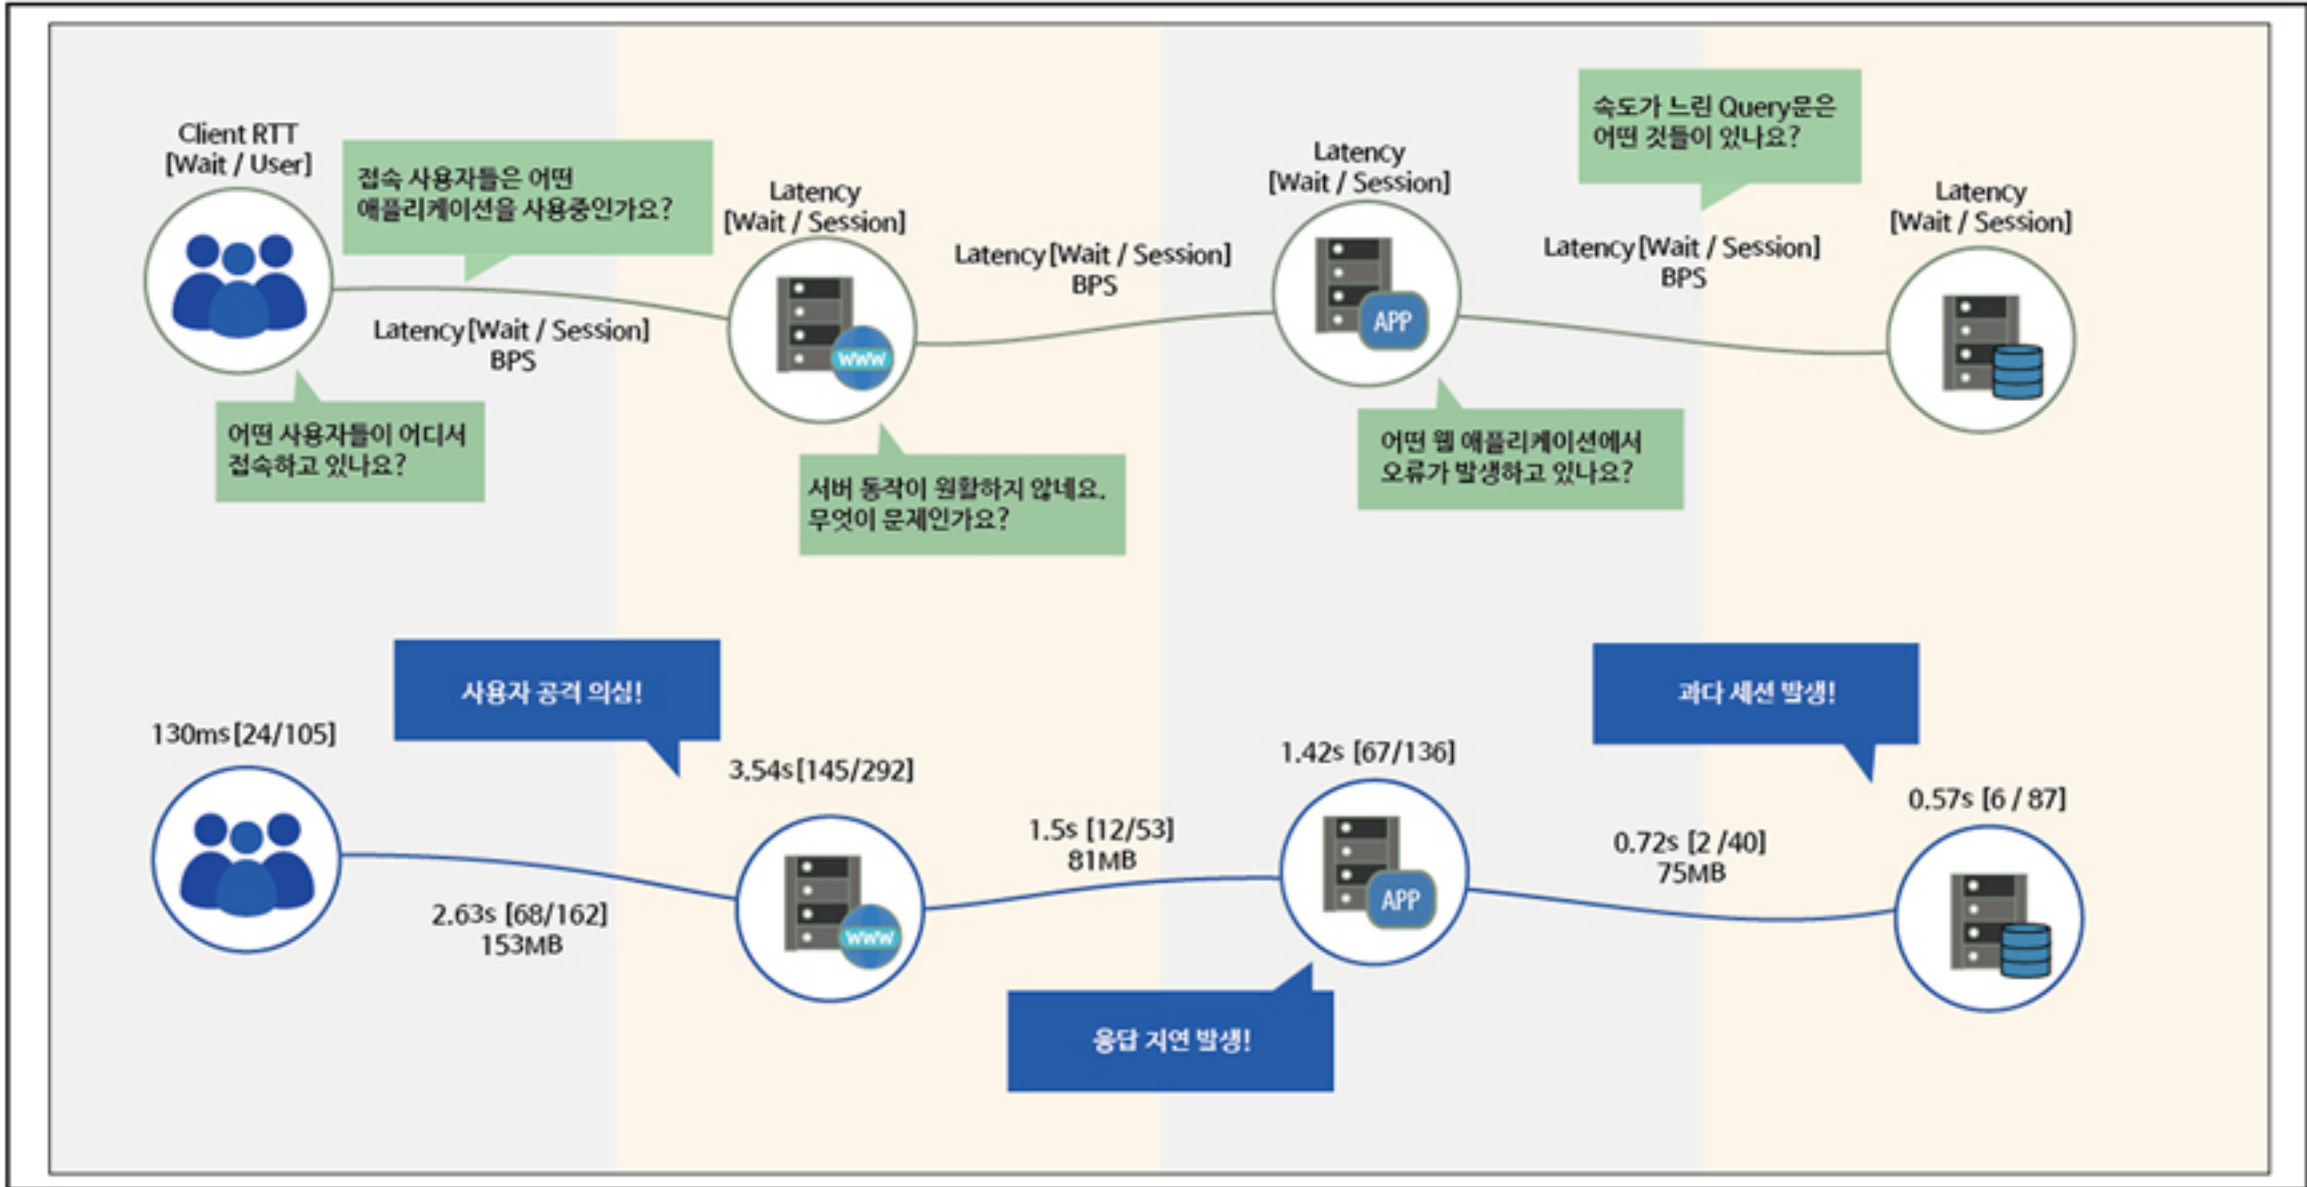 Client RTT
[Wait / User]
접속 사용자들은 어떤
애플리케이션을 사용중인가요?
Latency
[Wait / Session]
Latency[Wait / Session]
BPS
Latency
[Wait / Session]
속도가 느린 Query문은
어떤 것들이 있나요?
Latency[Wait / Session]
BPS
Latency
[Wait / Session]
Latency[Wait / Session]
BPS
WWW
APP
어떤 사용자들이 어디서
접속하고 있나요?
서버 동작이 원활하지 않네요.
무엇이 문제인가요?
어떤 웹 애플리케이션에서
오류가 발생하고 있나요?
사용자 공격 의심!
과다 세션 발생!
130ms[24/105]
3.54s[145/292]
1.42s [67/136]
0.57s [6 / 87]
2.63s [68/162]
153MB
1.5s [12/53]
81MB
0.72s [2 /40]
75MB
WWW
APP
응답 지연 발생!